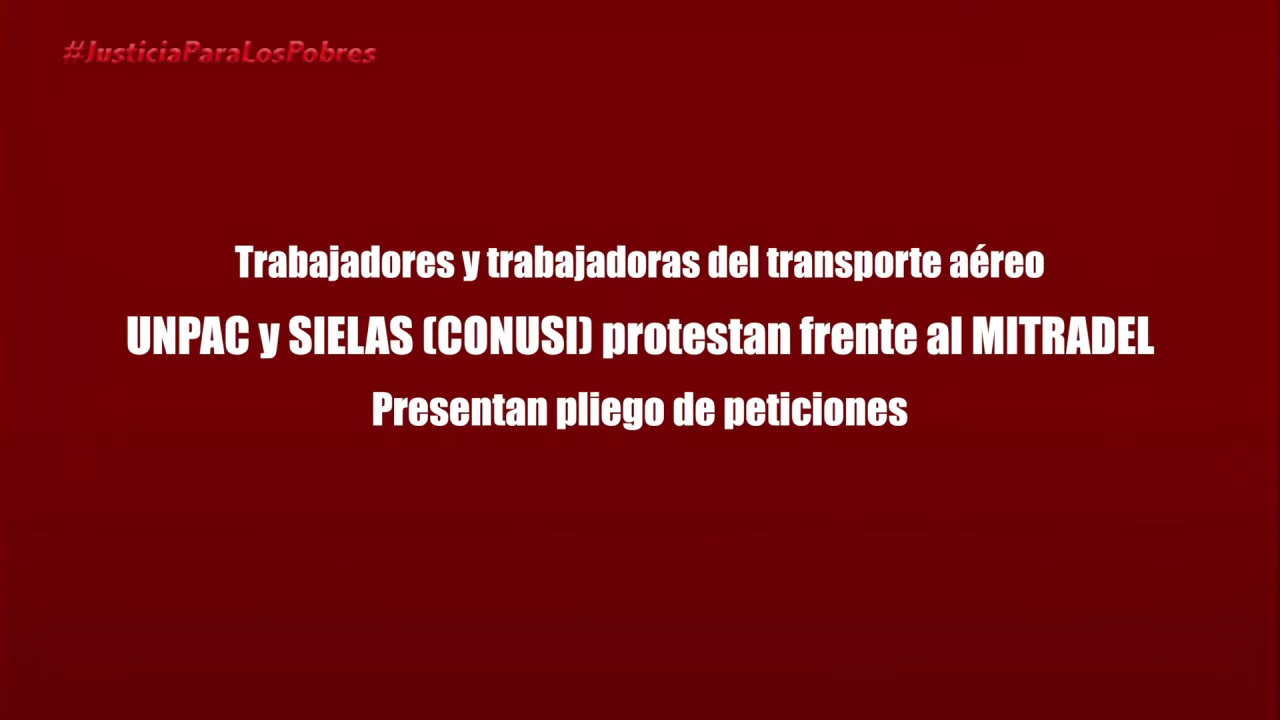 #JusticiaParaLosPobres
Trabajadores y trabajadoras del transporte aéreo
UNPAC y SIELAS (CONUSI) protestan frente al MITRADEL
Presentan pliego de peticiones